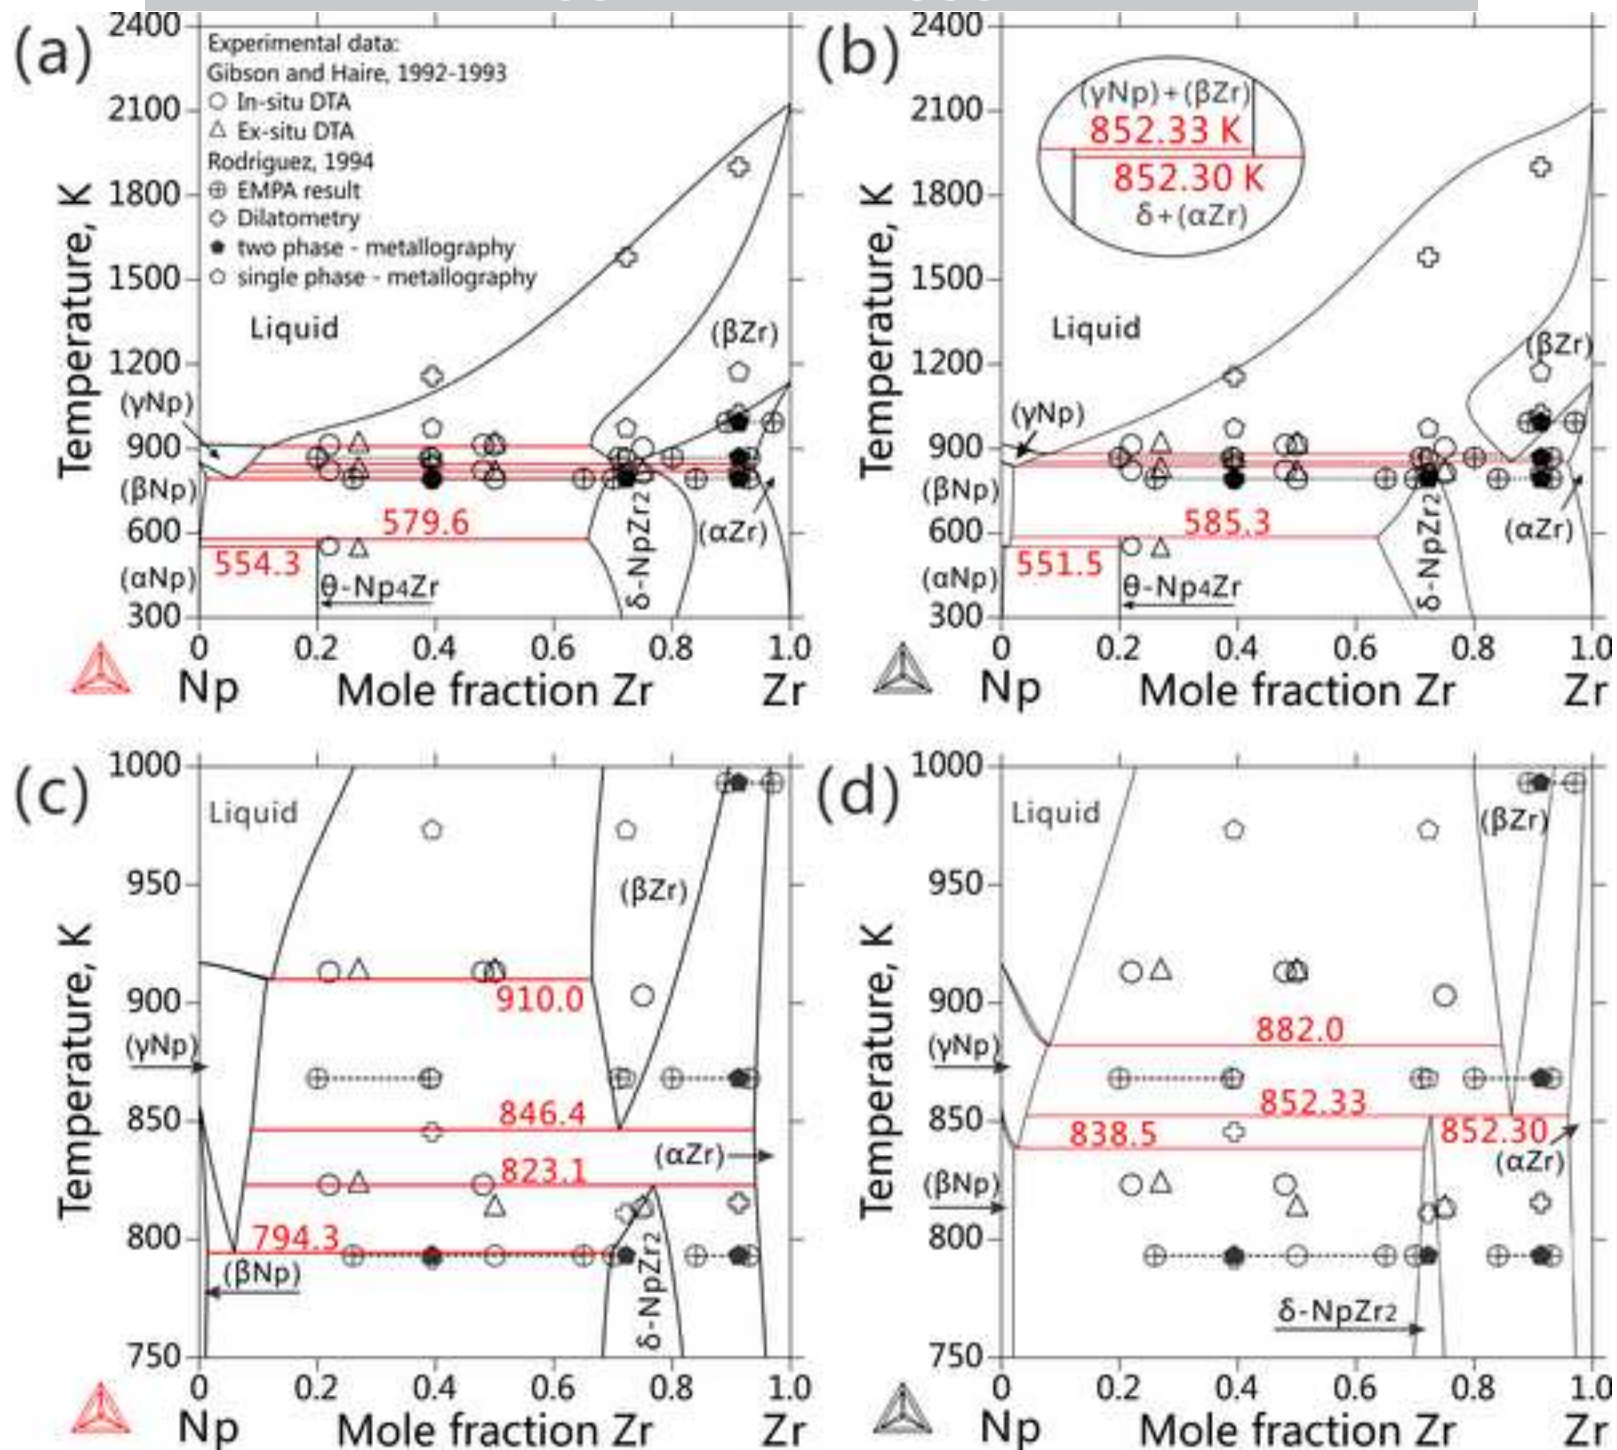 (a)
2400
2100
1800
1500
1200
900
600
300
Temperature, K
Experimental data:
Gibson and Haire, 1992-1993
In-situ DTA
Ex-situ DTA
Rodriguez, 1994
EMPA result
Dilatometry
two phase - metallography
single phase - metallography
Liquid
(βZr)
(γNp)
(βNp)
(αNp)
579.6
554.3
θ-Np4Zr
δ-NpZr2
(αZr)
0 0.2 0.4 0.6 0.8 1.0
Np Mole fraction Zr Zr
(b)
2400
2100
1800
1500
1200
900
600
300
Temperature, K
(γNp)+(βZr)
852.33 K
852.30 K
δ+(αZr)
Liquid
(βZr)
(γNp)
(βNp)
(αNp)
585.3
551.5
θ-Np4Zr
δ-NpZr2
(αZr)
0 0.2 0.4 0.6 0.8 1.0
Np Mole fraction Zr Zr
(c)
1000
950
900
850
800
750
Temperature, K
Liquid
(βZr)
910.0
(γNp)
846.4
(αZr)
823.1
794.3
(βNp)
δ-NpZr2
0 0.2 0.4 0.6 0.8 1.0
Np Mole fraction Zr Zr
(d)
1000
950
900
850
800
750
Temperature, K
Liquid
(βZr)
882.0
(γNp)
852.33
838.5
852.30
(αZr)
(βNp)
δ-NpZr2
0 0.2 0.4 0.6 0.8 1.0
Np Mole fraction Zr Zr